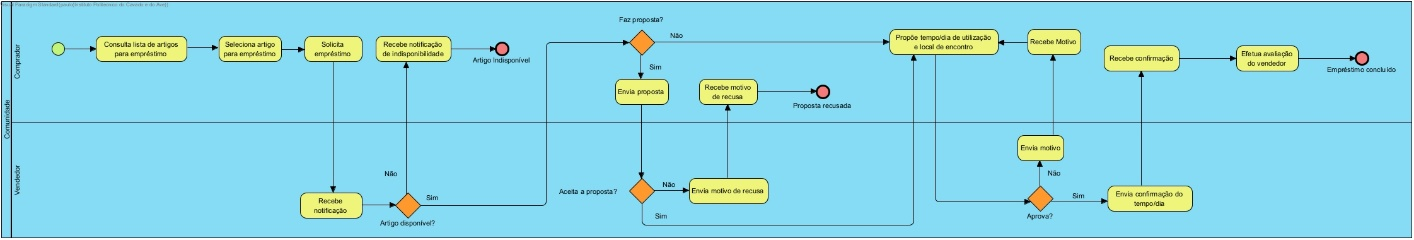 Comunidade
Comprador
Consulta lista de artigos
para empréstimo
Seleciona artigo
para empréstimo
Solicita
empréstimo
Recebe notificação
de indisponibilidade
Artigo Indisponível
Faz proposta?
Não
Sim
Envia proposta
Recebe motivo
de recusa
Proposta recusada
Propõe tempo/dia de utilização
e local de encontro
Recebe Motivo
Recebe confirmação
Efetua avaliação
do vendedor
Empréstimo concluido
Vendedor
Recebe
notificação
Não
Sim
Artigo disponível?
Aceita a proposta?
Não
Sim
Envia motivo de recusa
Envia motivo
Não
Sim
Aprova?
Envia confirmação do
tempo/dia